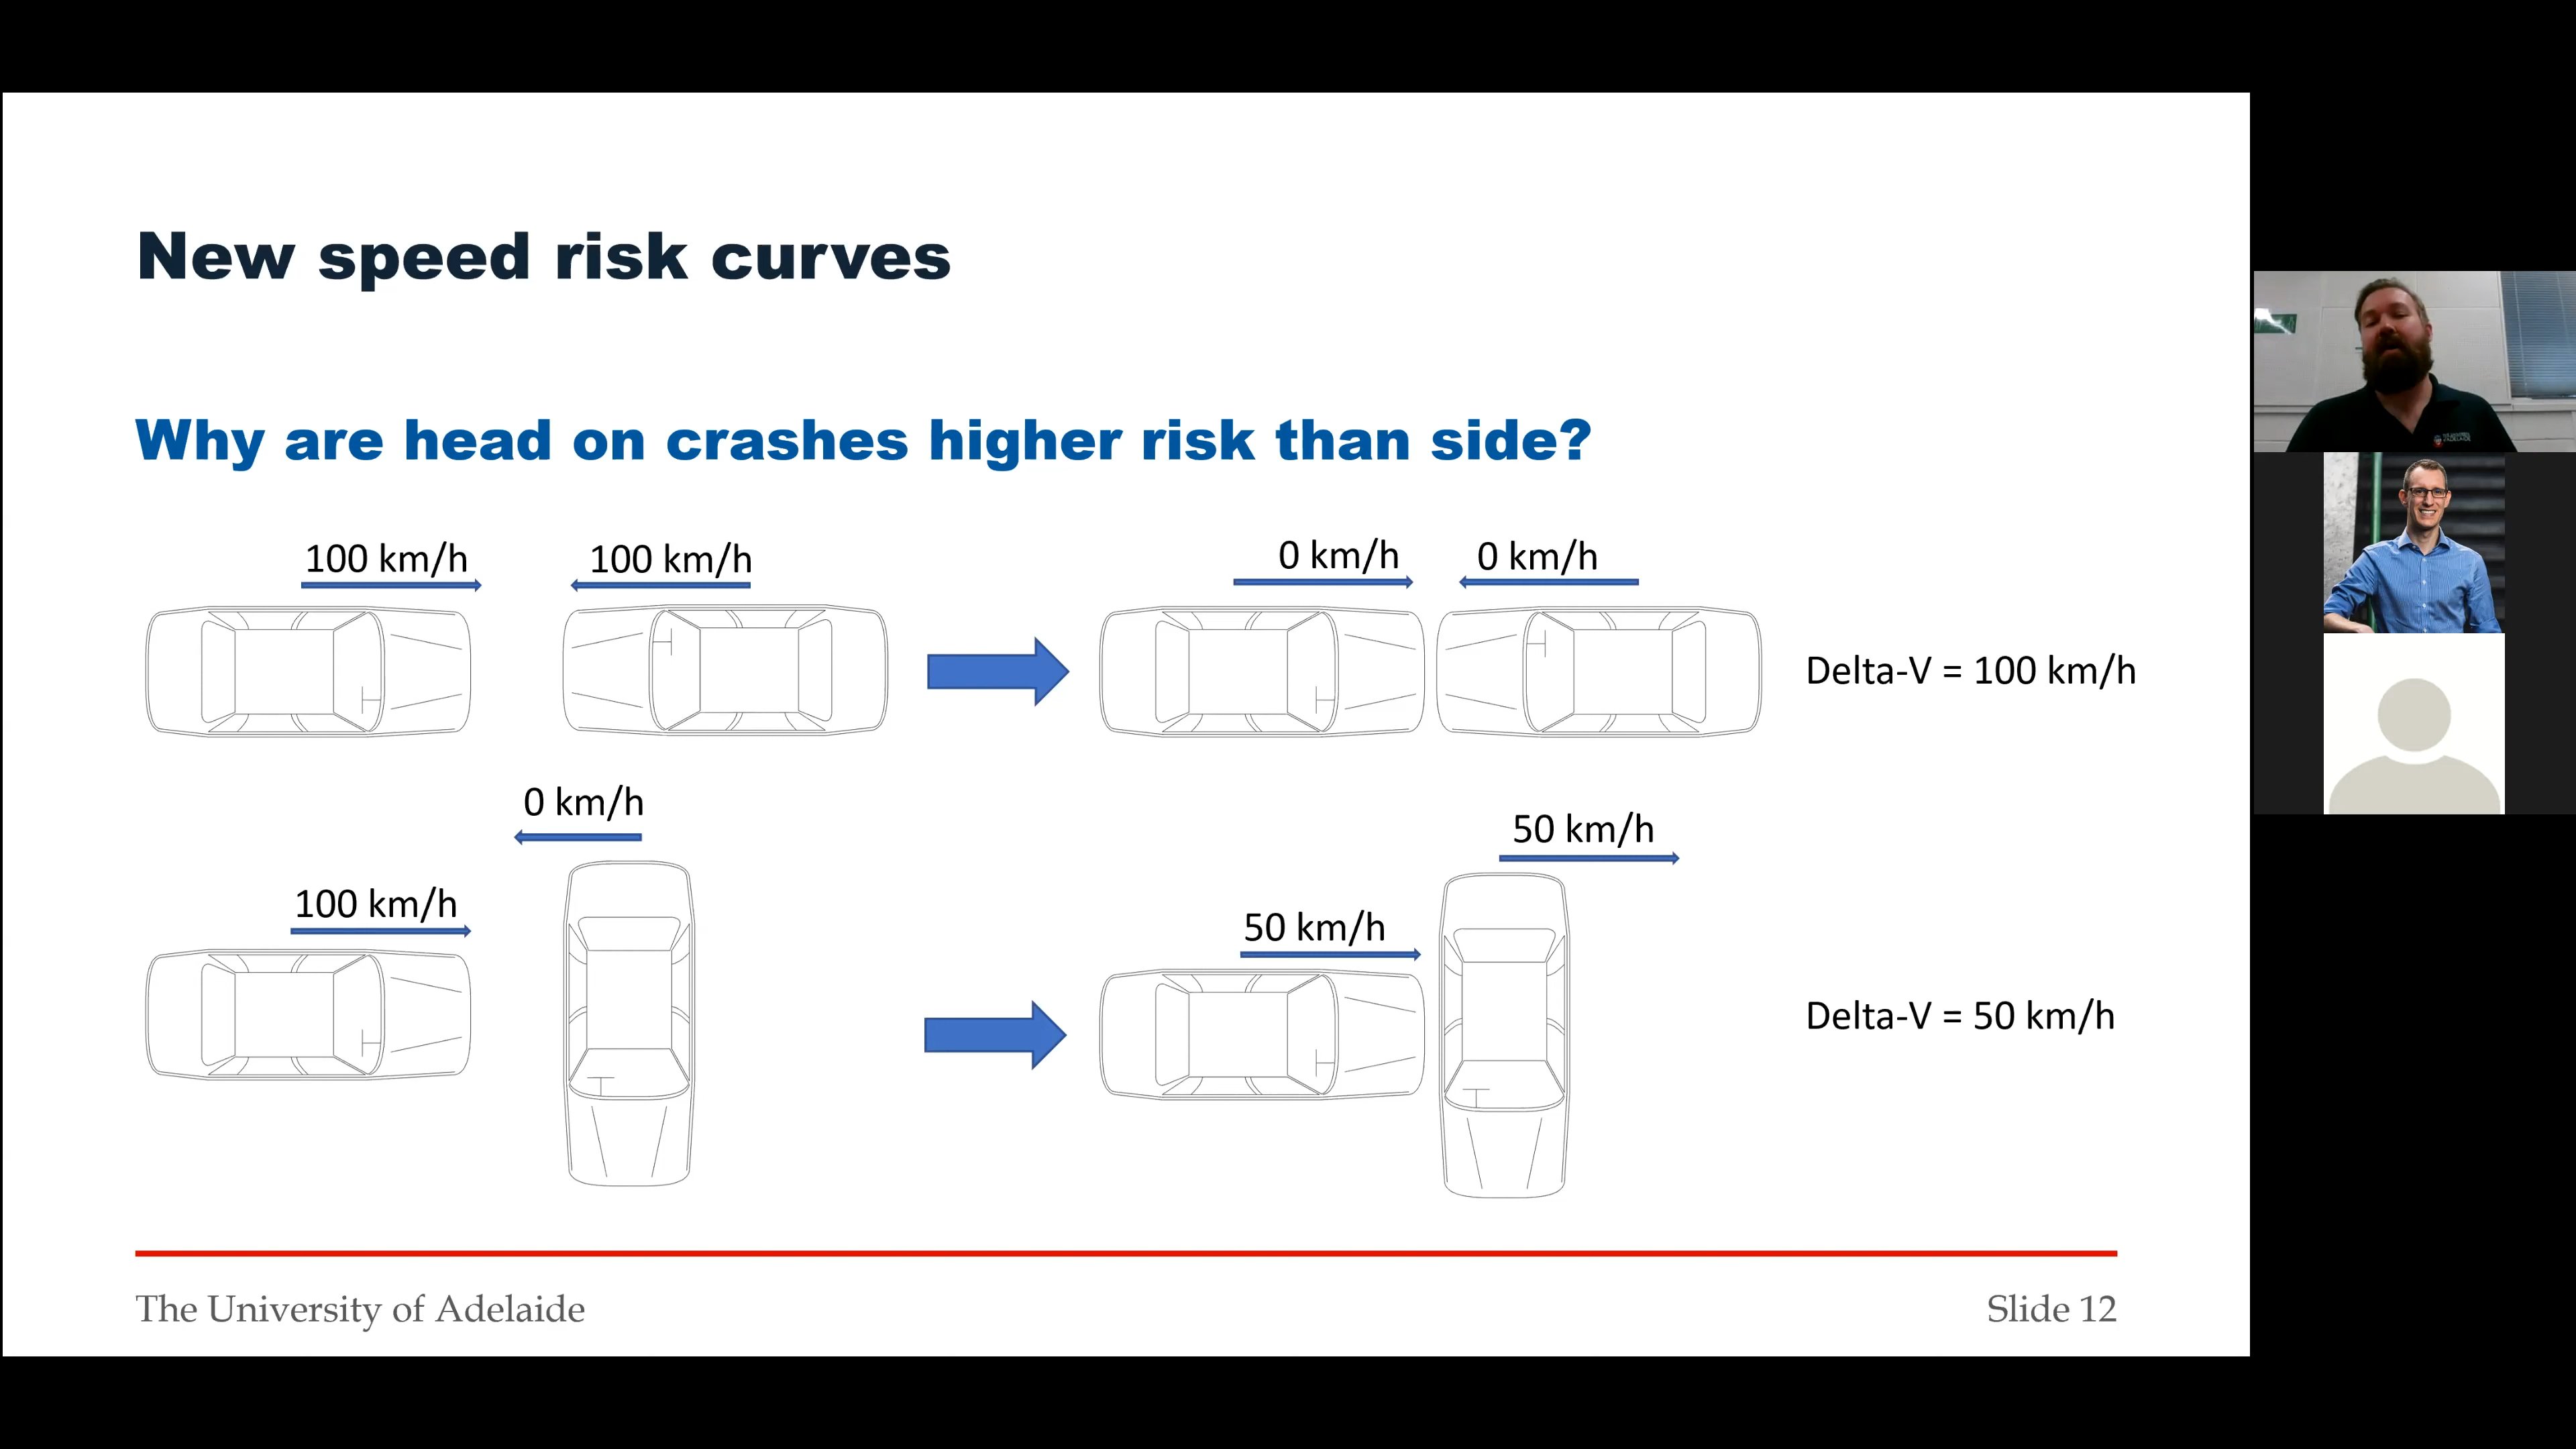 New speed risk curves
Why are head on crashes higher risk than side?
100 km/h
100 km/h
0 km/h
0 km/h
Delta-V = 100 km/h
0 km/h
100 km/h
50 km/h
50 km/h
Delta-V = 50 km/h
The University of Adelaide
Slide 12